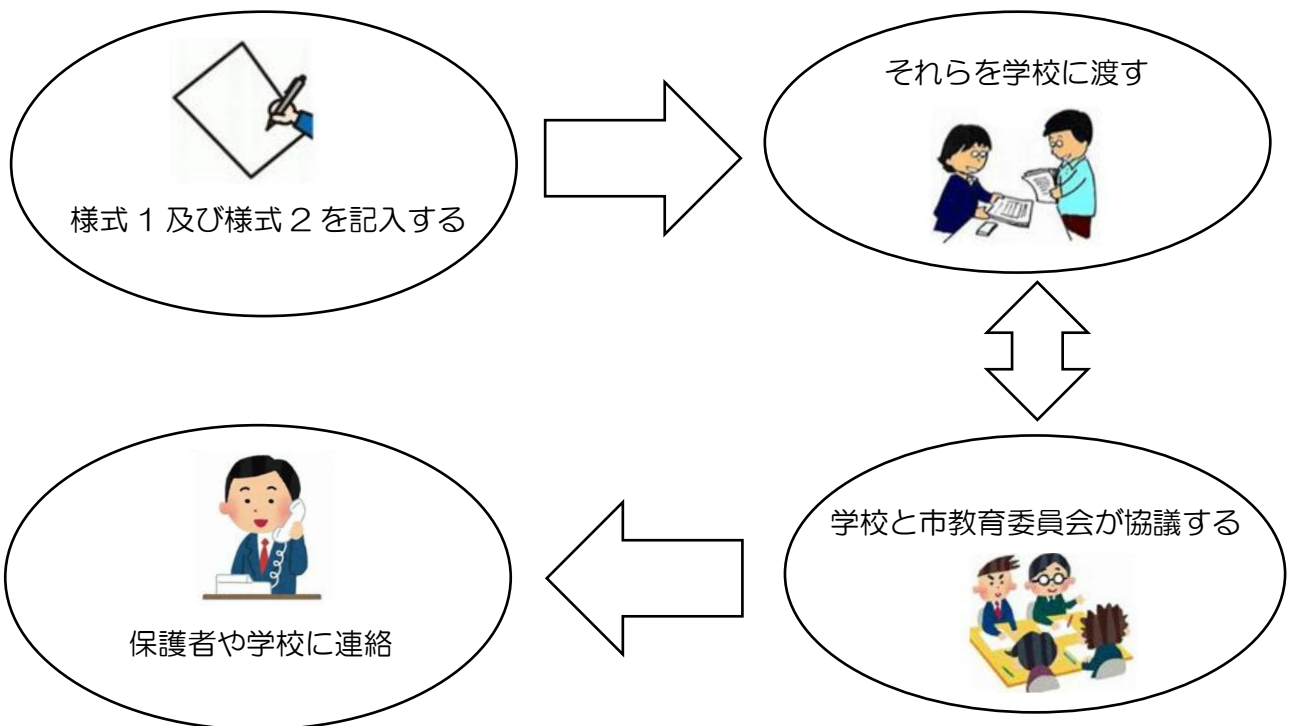 様式1及び様式2を記入する
それらを学校に渡す
学校と市教育委員会が協議する
保護者や学校に連絡